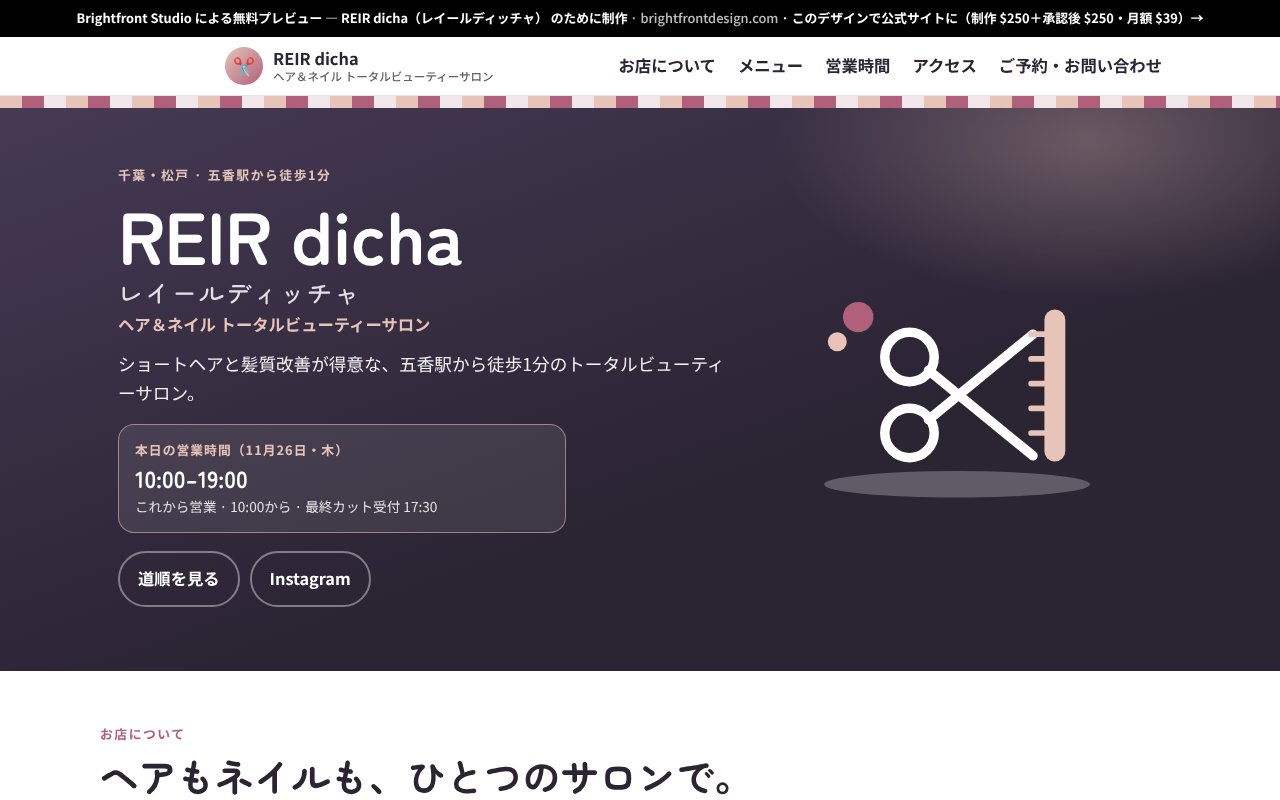 Brightfront Studio による無料プレビュー — REIR dicha（レイールディッチャ） のために制作 · brightfrontdesign.com · このデザインで公式サイトに（制作 $250＋承認後 $250・月額 $39）→
REIR dicha
ヘア＆ネイル トータルビューティーサロン
お店について メニュー 営業時間 アクセス ご予約・お問い合わせ
千葉・松戸 · 五香駅から徒歩1分
REIR dicha
レイールディッチャ
ヘア＆ネイル トータルビューティーサロン
ショートヘアと髪質改善が得意な、五香駅から徒歩1分のトータルビューティ
ーサロン。
本日の営業時間（11月26日・木）
10:00–19:00
これから営業 · 10:00から · 最終カット受付 17:30
道順を見る Instagram
お店について
ヘアもネイルも、ひとつのサロンで。